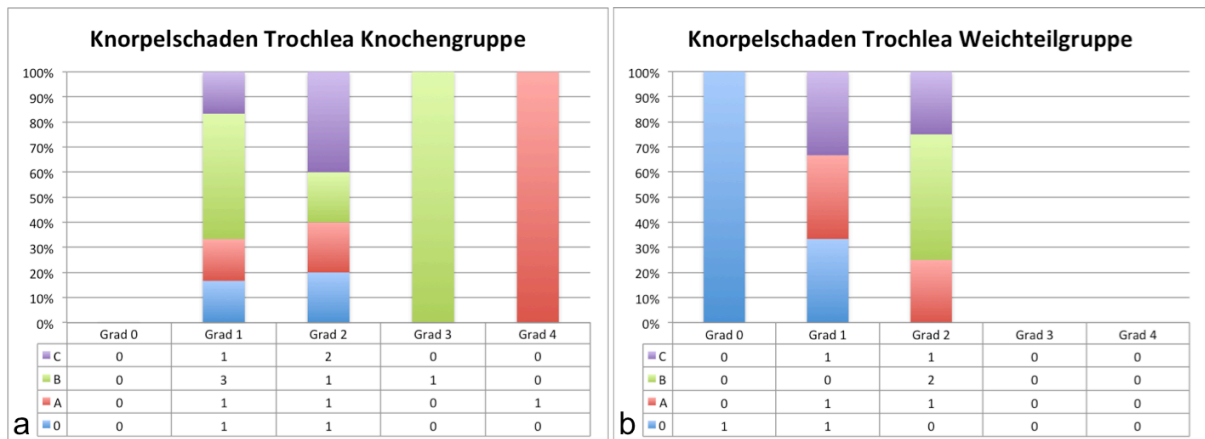 Knorpelschaden Trochlea Knochengruppe
100%
90%
80%
70%
60%
50%
40%
30%
20%
10%
0%
Grad 0 Grad 1 Grad 2 Grad 3 Grad 4
C 0 1 2 0 0
B 0 3 1 1 0
A 0 1 1 0 1
0 0 1 1 0 0
a
Knorpelschaden Trochlea Weichteilgruppe
100%
90%
80%
70%
60%
50%
40%
30%
20%
10%
0%
Grad 0 Grad 1 Grad 2 Grad 3 Grad 4
C 0 1 1 0 0
B 0 0 2 0 0
A 0 1 1 0 0
0 1 1 0 0 0
b